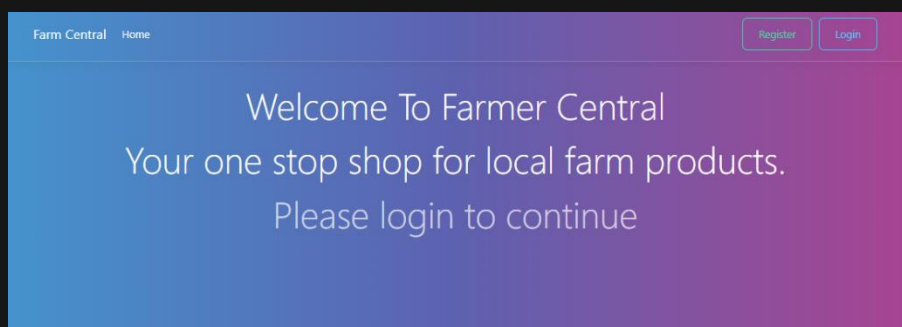 Farm Central Home Register Login
Welcome To Farmer Central
Your one stop shop for local farm products.
Please login to continue